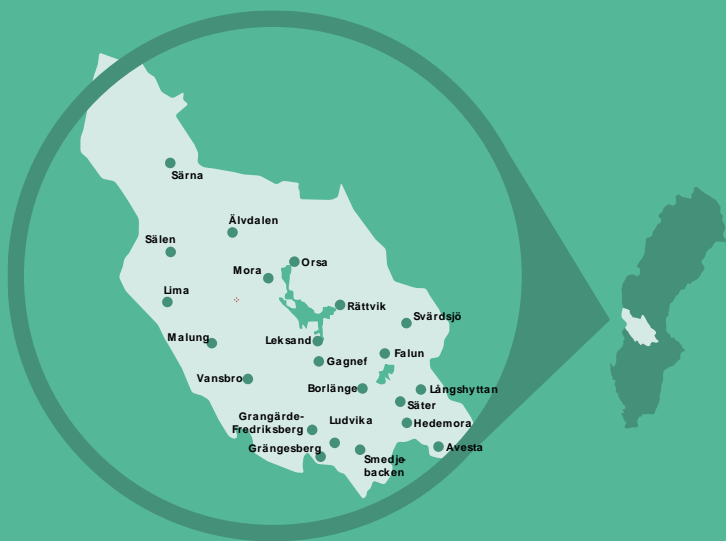 Särna
Älvdalen
Sälen
Orsa
Mora
Lima
Rättvik
Svärdsjö
Malung
Leksand
Falun
Gagnef
Vansbro
Borlänge
Långshyttan
Säter
Grangärde-
Fredriksberg
Ludvika
Hedemora
Grängesberg
Avesta
Smedje-
backen